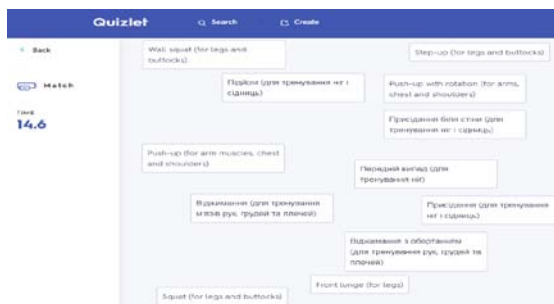 Quizlet
Search
Create
Back
Match
TIME
14.6
Wall squat (for legs and
buttocks)
Step-up (for legs and buttocks)
Підйом (для тренування ніг і
сідниць)
Push-up with rotation (for arms,
chest and shoulders)
Присідання біля стіни (для
тренування ніг і сідниць)
Push-up (for arm muscles, chest
and shoulders)
Передній випад (для
тренування ніг)
Віджимання (для тренування
м'язів рук, грудей та плечей)
Присідання (для тренування
ніг і сідниць)
Віджимання з обертанням
(для тренування рук, грудей та
плечей)
Front lunge (for legs)
Squat (for legs and buttocks)